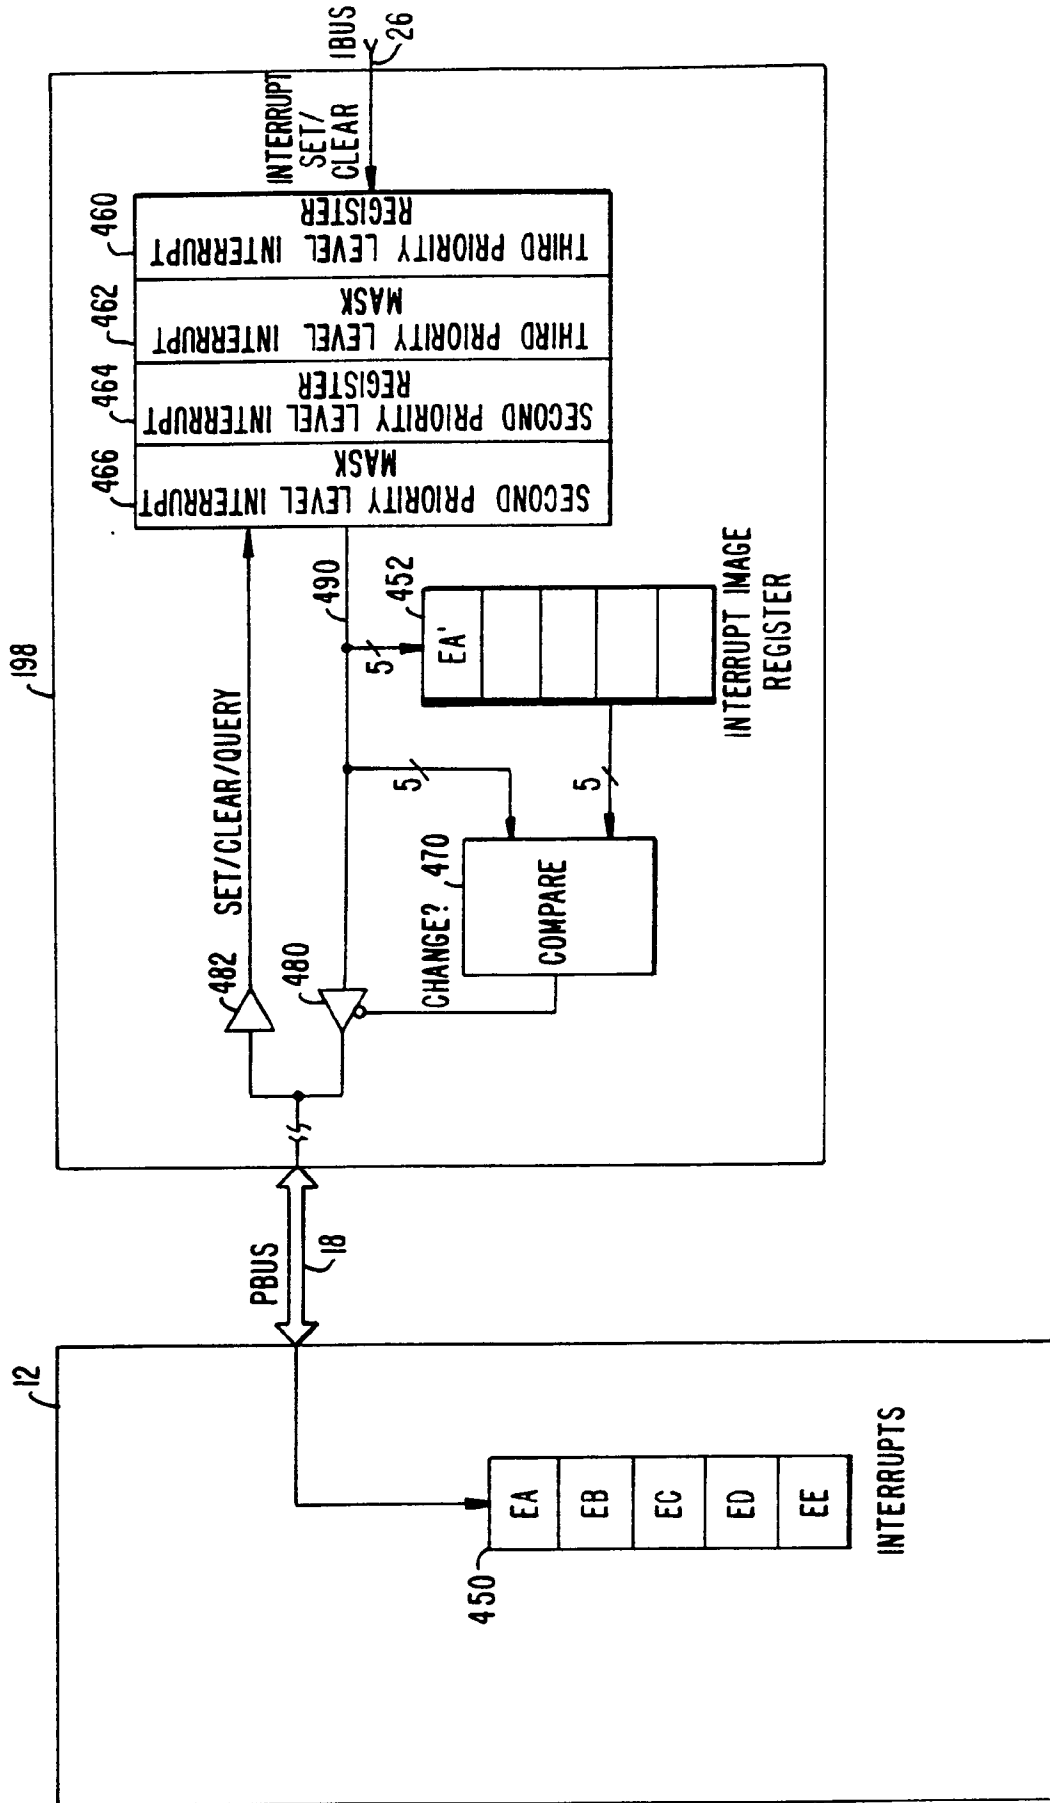 12
450
EA
EB
EC
ED
EE
INTERRUPTS
PBUS
18
198
482
SET/CLEAR/QUERY
480
490
CHANGE?
470
COMPARE
5
5
5
452
EA'
INTERRUPT IMAGE
REGISTER
466
SECOND PRIORITY LEVEL INTERRUPT
MASK
464
SECOND PRIORITY LEVEL INTERRUPT
REGISTER
462
THIRD PRIORITY LEVEL INTERRUPT
MASK
460
THIRD PRIORITY LEVEL INTERRUPT
REGISTER
INTERRUPT
SET/
CLEAR
IBUS
26